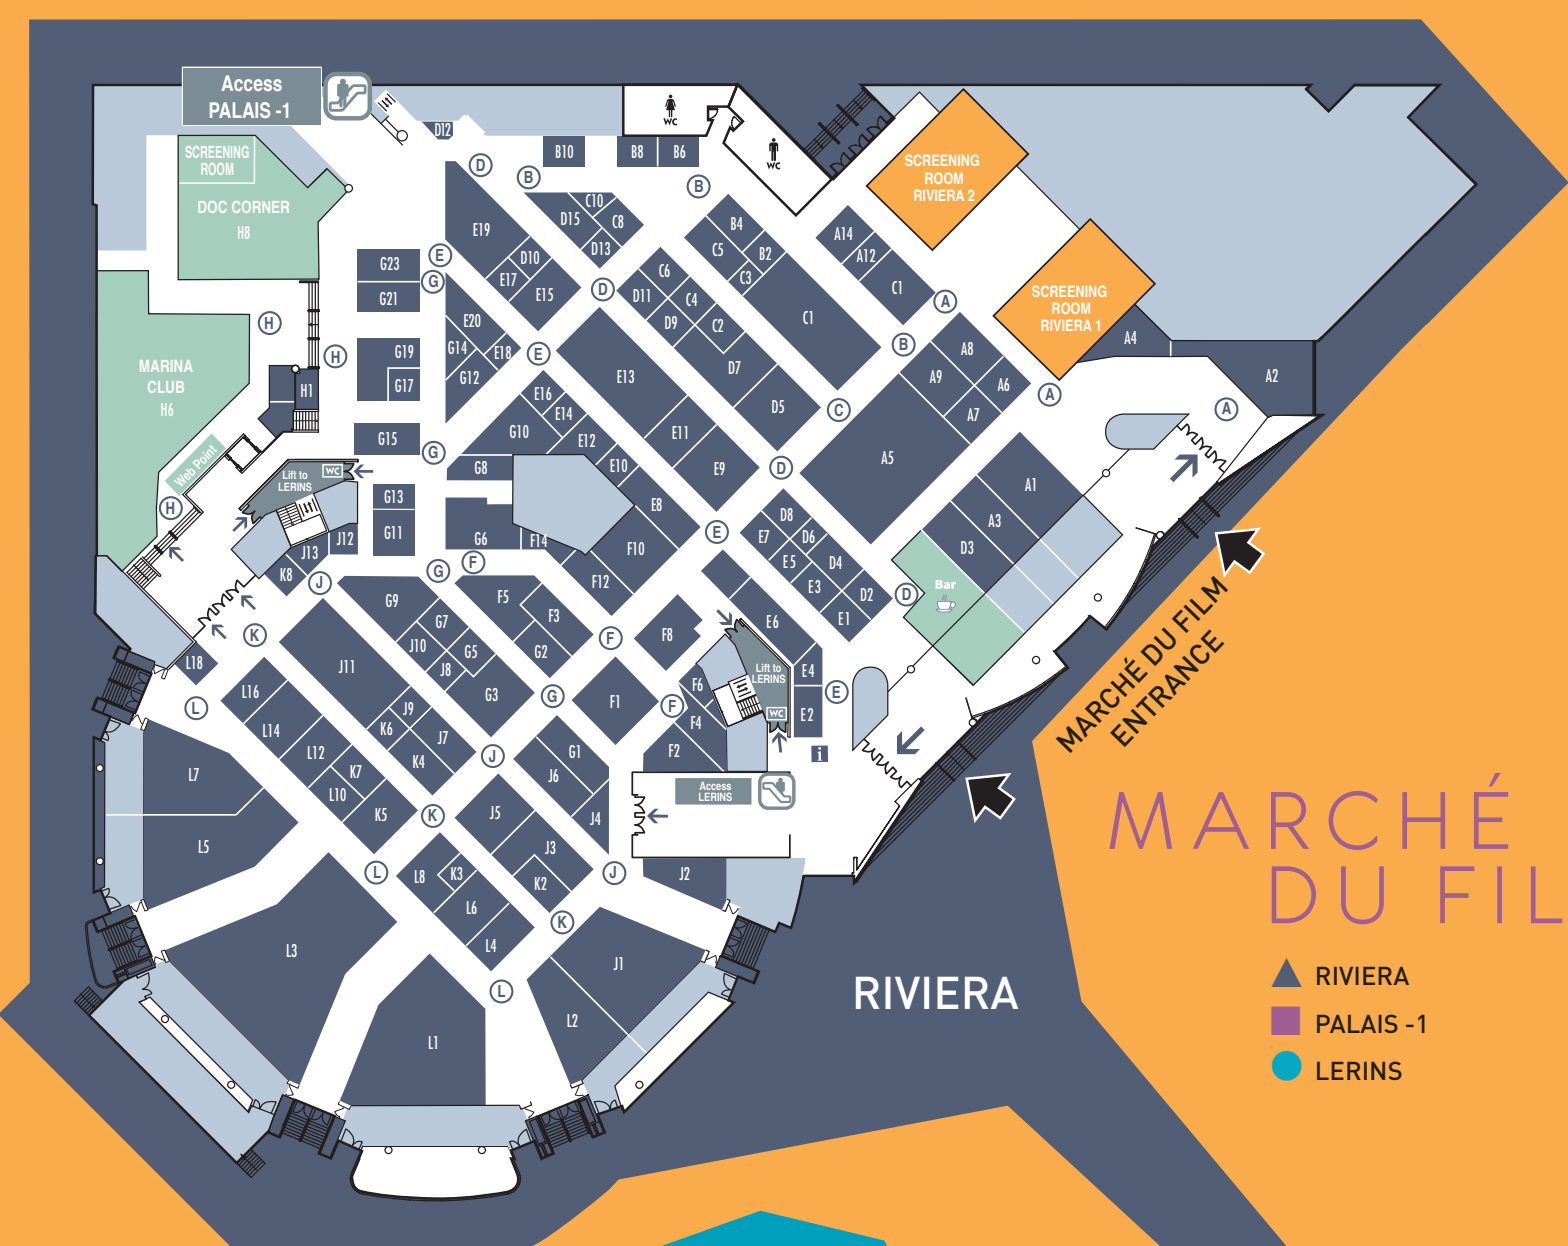 Access
PALAIS -1
WC
WC
D12
B10
B8
B6
SCREENING
ROOM
DOC CORNER
H8
SCREENING
ROOM
RIVIERA 2
SCREENING
ROOM
RIVIERA 1
D
B
B
C10
D15
C8
D13
E19
D10
E17
E15
B4
C5
B2
C3
A14
A12
C1
A
G23
G21
E
G
D
C6
D11
C4
D9
C2
C1
B
A4
A2
A
A
H
H
MARINA
CLUB
H6
H1
G19
G17
E20
G14
E18
G12
E
E13
D7
D5
C
A8
A9
A6
A7
G15
G
E16
E14
G10
E12
E11
E10
E9
D
A5
Web Point
H
Lift to
LERINS
WC
G8
G13
G11
G6
F14
E8
F10
F12
E
D8
E7
D6
E5
D4
E3
D2
E1
D
A1
A3
D3
Bar
J12
J13
K8
J
G
F
G9
G7
J10
G5
J8
G3
F5
F3
G2
F
F8
E6
E4
E2
E
Lift to
LERINS
WC
K
L18
L
L16
L14
L12
L10
K7
K5
J11
J9
K6
J7
K4
J
G
F1
F
F6
F4
F2
G1
J6
J4
i
Access
LERINS
MARCHÉ DU FILM
ENTRANCE
L7
L5
K
L
J5
J3
K2
J
J2
L8
K3
L6
L4
K
L
L3
L1
J1
L2
RIVIERA
MARCHÉ
DU FIL
RIVIERA
PALAIS -1
LERINS